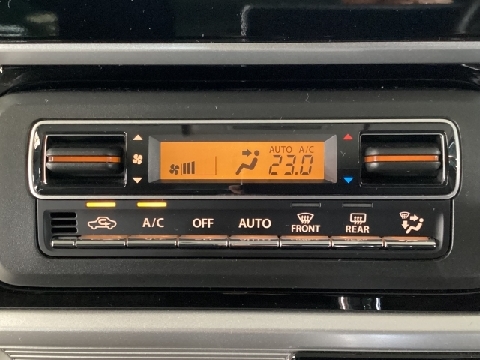 AUTO A/C
23.0
A/C OFF AUTO FRONT REAR